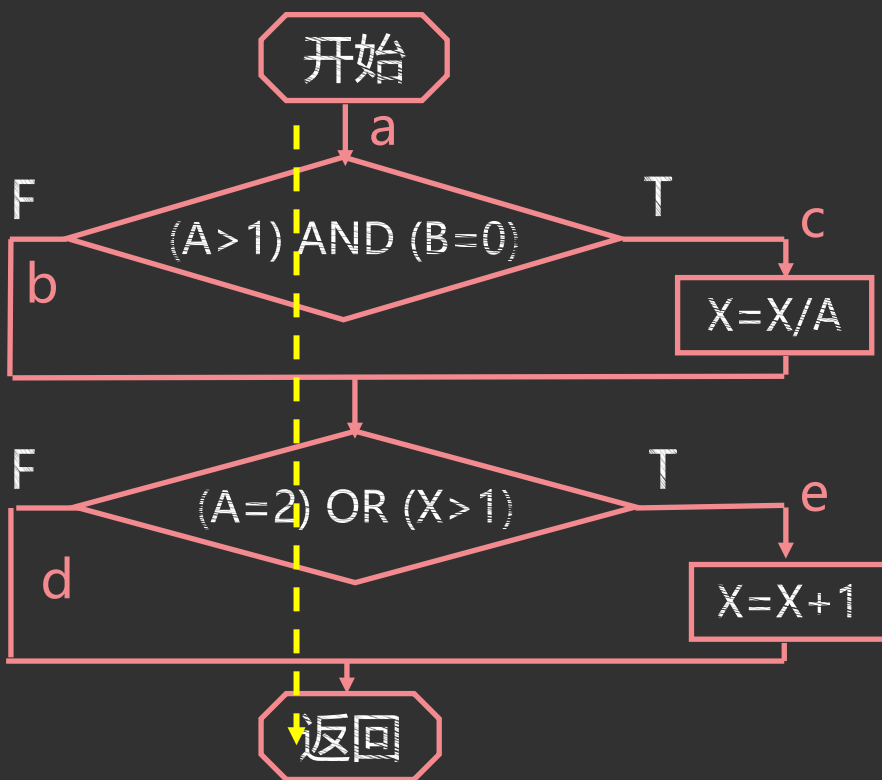 开始
a
F
T
(A>1) AND (B=0)
c
b
X=X/A
F
T
(A=2) OR (X>1)
e
d
X=X+1
返回